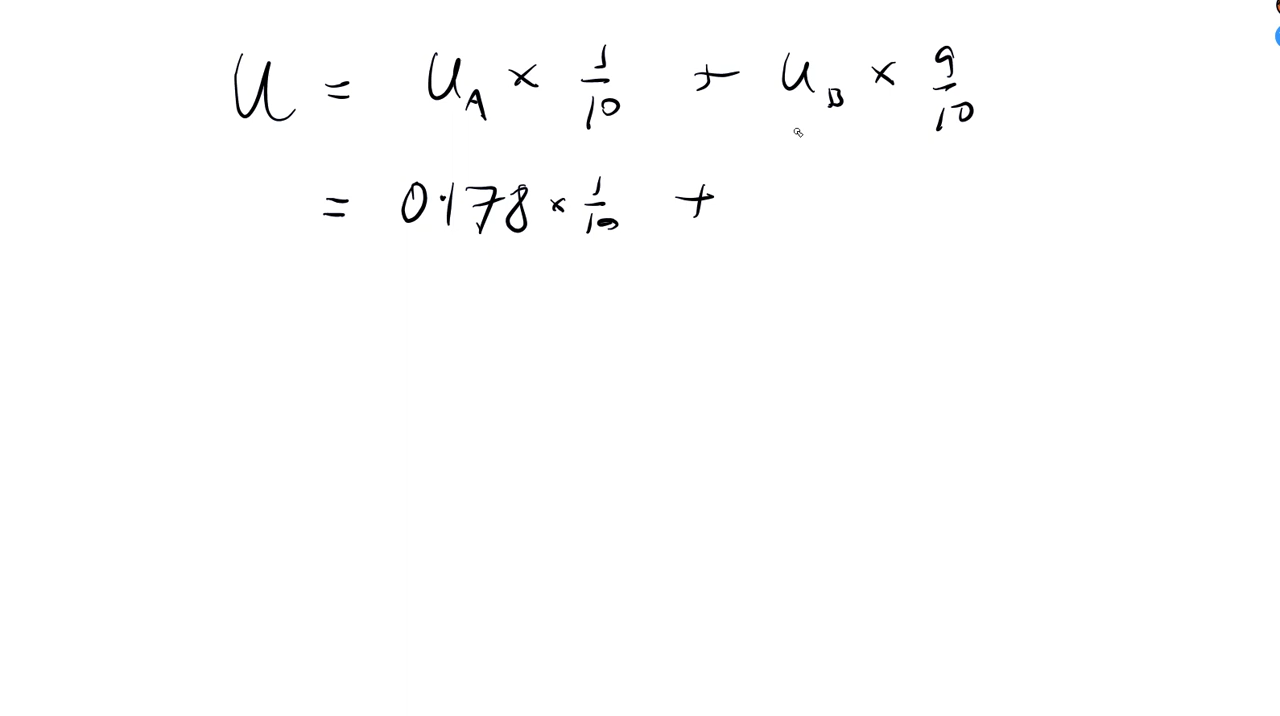 U = U_A × 1/10 + U_B × 9/10
= 0.178 × 1/10 +